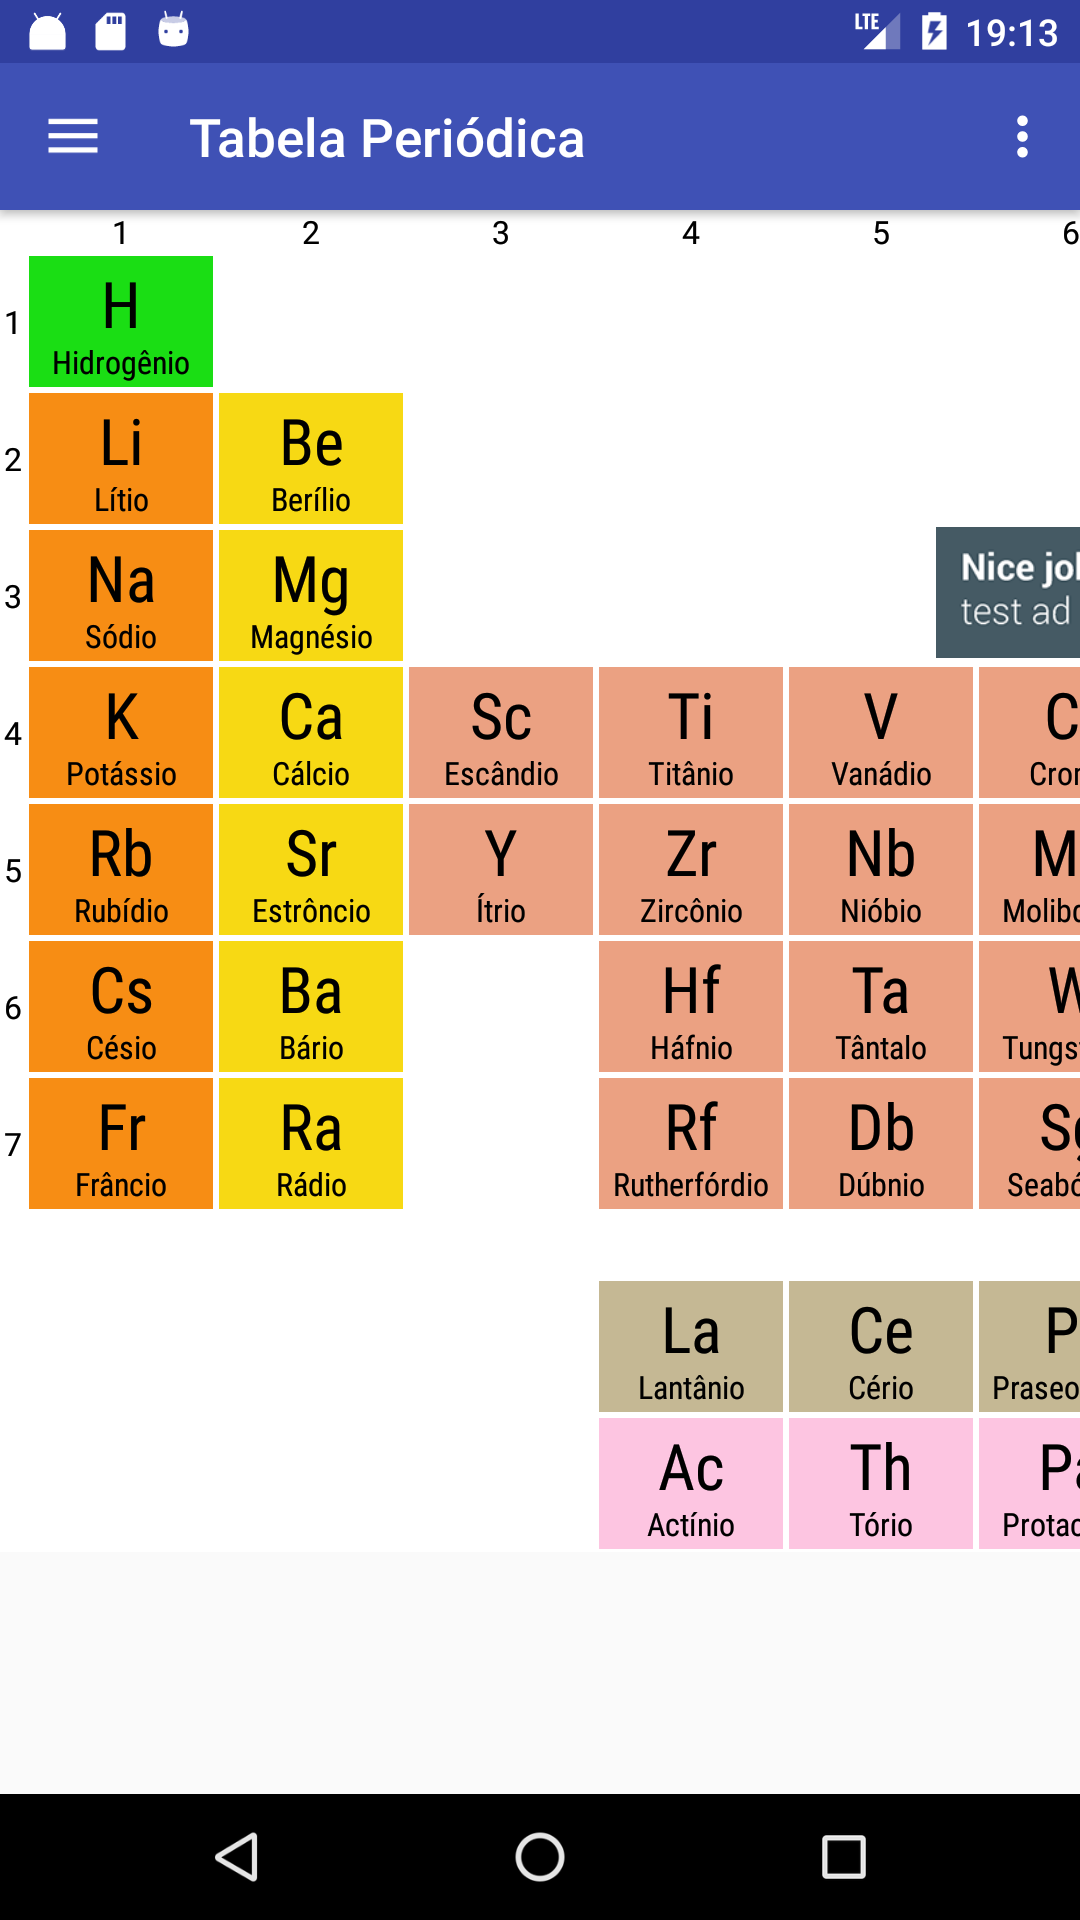 LTE 19:13
Tabela Periódica
1 2 3 4 5 6
1 H
Hidrogênio
2 Li Be
Lítio Berílio
3 Na Mg
Sódio Magnésio
Nice jo
test ad
4 K Ca Sc Ti V C
Potássio Cálcio Escândio Titânio Vanádio Cro
5 Rb Sr Y Zr Nb M
Rubídio Estrôncio Ítrio Zircônio Nióbio Molib
6 Cs Ba Hf Ta W
Césio Bário Háfnio Tântalo Tungs
7 Fr Ra Rf Db Sg
Frâncio Rádio Rutherfórdio Dúbnio Seabó
La Ce P
Lantânio Cério Praseo
Ac Th Pa
Actínio Tório Protac